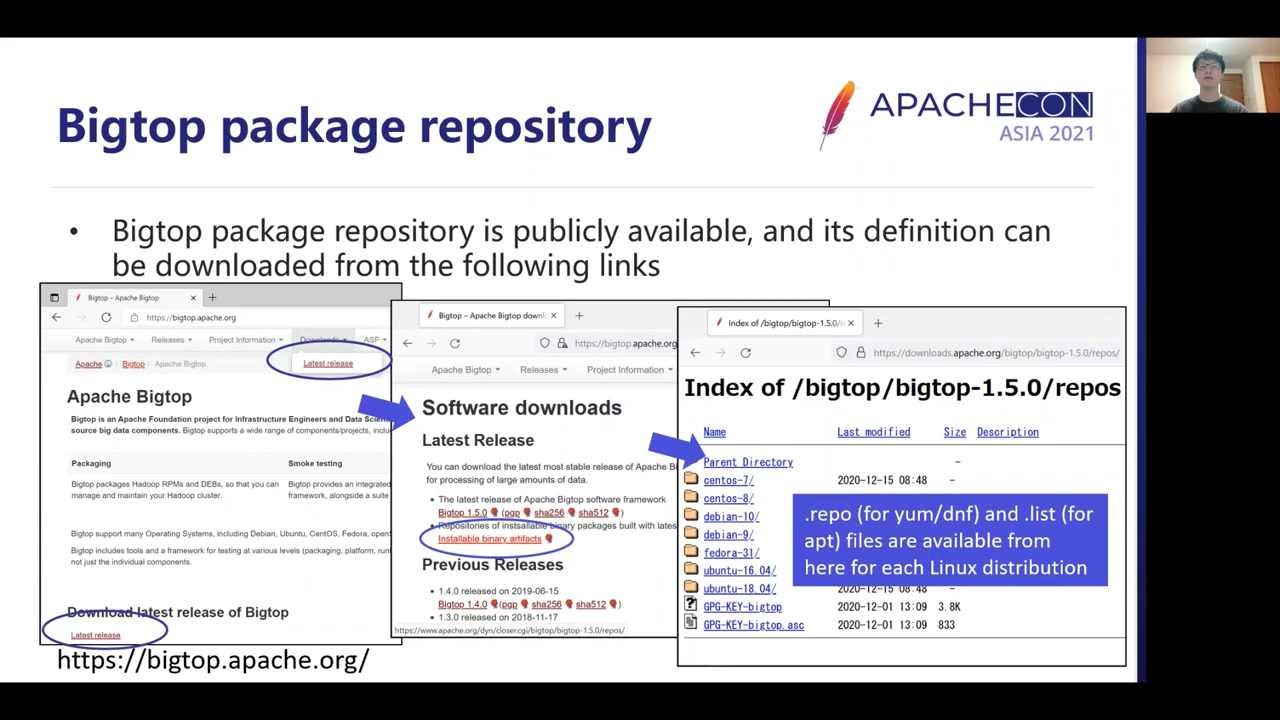 Bigtop package repository
APACHECON
ASIA 2021
• Bigtop package repository is publicly available, and its definition can
be downloaded from the following links
Bigtop – Apache Bigtop
https://bigtop.apache.org
Apache Bigtop Releases Project Information Downloads ASF
Apache Bigtop Apache Bigtop
Latest release
Apache Bigtop
Bigtop is an Apache Foundation project for Infrastructure Engineers and Data Scien
source big data components. Bigtop supports a wide range of components/projects, inclu
Packaging Smoke testing
Bigtop packages Hadoop RPMs and DEBs, so that you can
manage and maintain your Hadoop cluster.
Bigtop provides an integrated
framework, alongside a suite
Bigtop support many Operating Systems, including Debian, Ubuntu, CentOS, Fedora, open
Bigtop includes tools and a framework for testing at various levels (packaging, platform, run
not just the individual components.
Download latest release of Bigtop
Latest release
https://bigtop.apache.org/
Bigtop – Apache Bigtop downl
https://bigtop.apache.
Apache Bigtop Releases Project Information
Software downloads
Latest Release
You can download the latest most stable release of Apache B
for processing of large amounts of data.
• The latest release of Apache Bigtop software framework
Bigtop 1.5.0 (pgp sha256 sha512 )
• Repositories of instsallable binary packages built with lates
Installable binary artifacts
Previous Releases
• 1.4.0 released on 2019-06-15
Bigtop 1.4.0 (pgp sha256 sha512 )
• 1.3.0 released on 2018-11-17
https://www.apache.org/dyn/closer.cgi/bigtop/bigtop-1.5.0/repos/
Index of /bigtop/bigtop-1.5.0/r
https://downloads.apache.org/bigtop/bigtop-1.5.0/repos/
Index of /bigtop/bigtop-1.5.0/repos
Name Last modified Size Description
Parent Directory -
centos-7/ 2020-12-15 08:48 -
centos-8/
debian-10/
debian-9/
fedora-31/
ubuntu-16.04/
ubuntu-18.04/ 2020-12-15 08:48 -
GPG-KEY-bigtop 2020-12-01 13:09 3.8K
GPG-KEY-bigtop.asc 2020-12-01 13:09 833
.repo (for yum/dnf) and .list (for
apt) files are available from
here for each Linux distribution